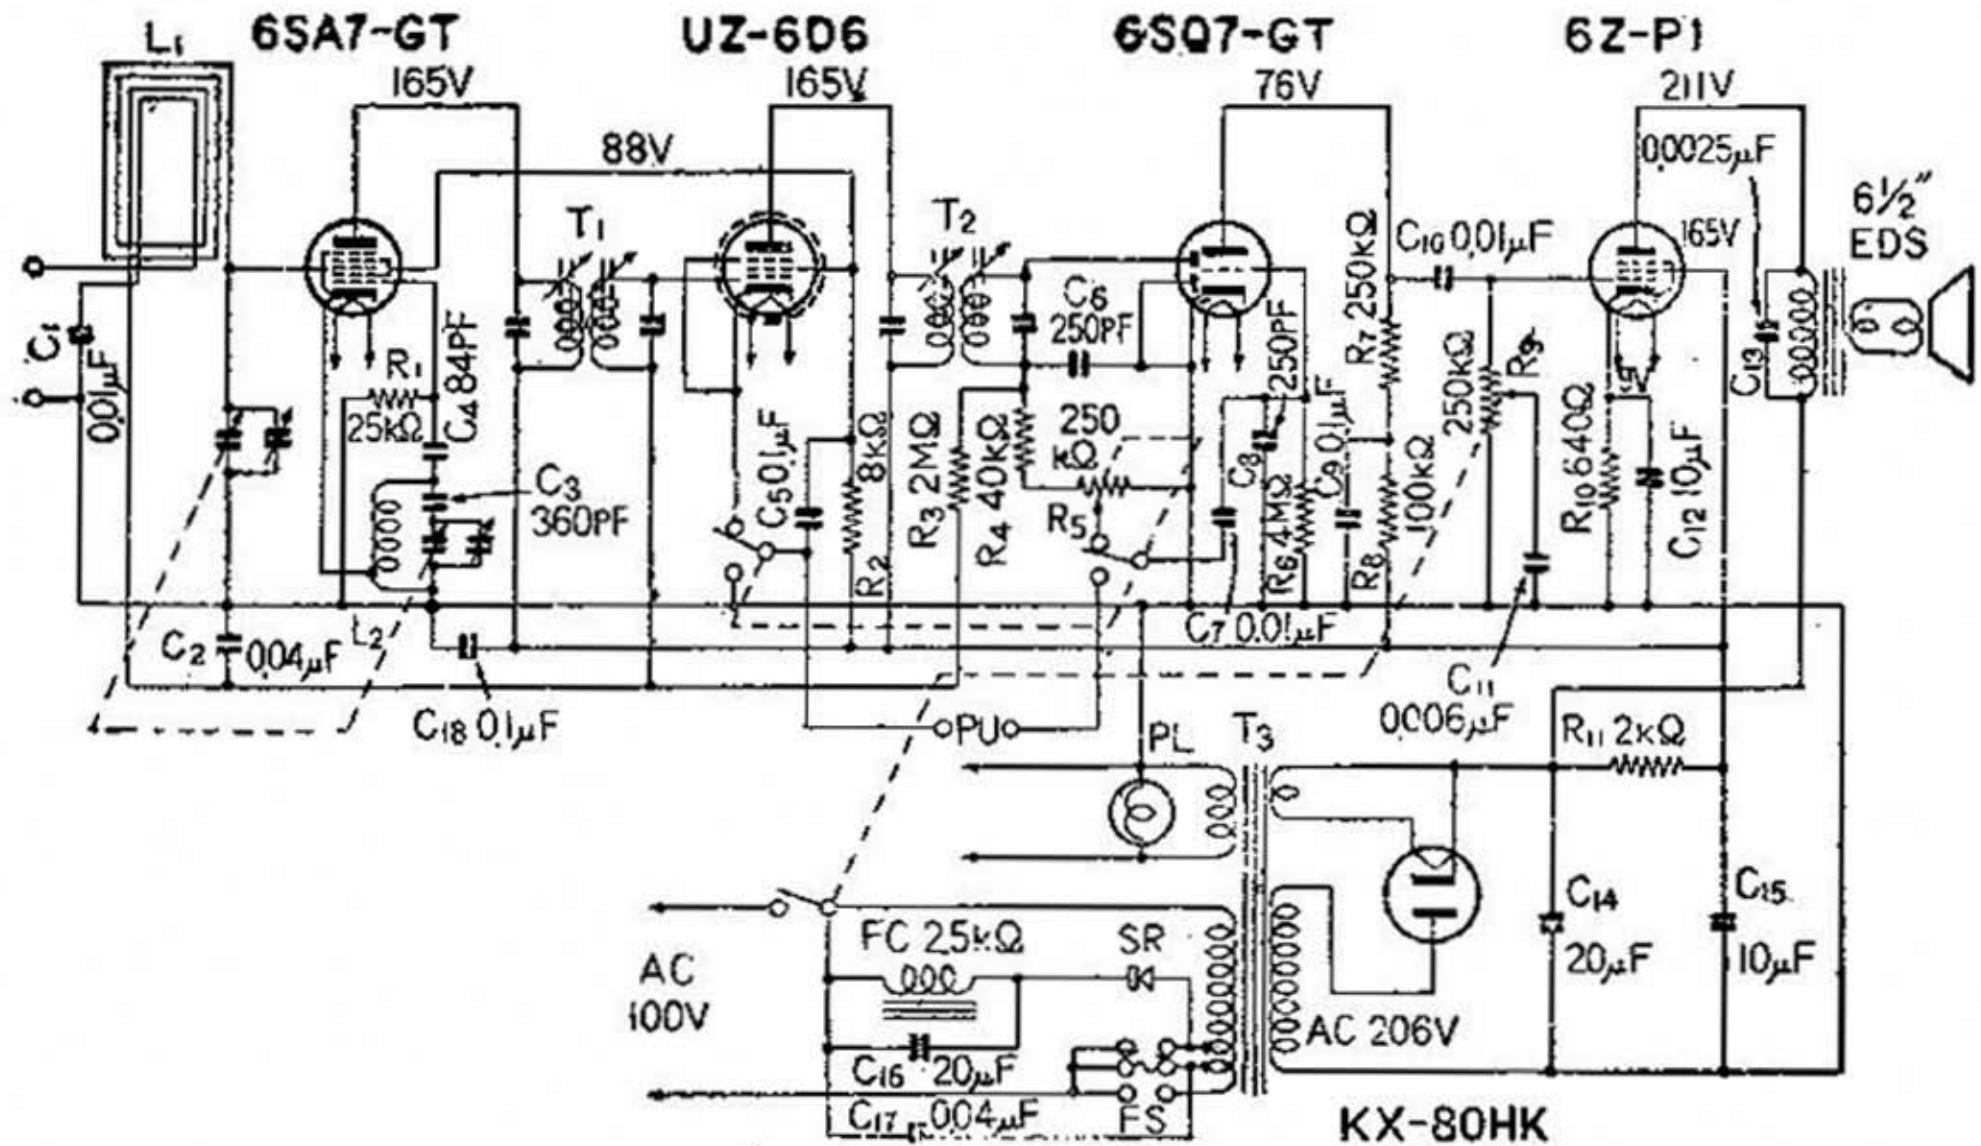 L1
6SA7-GT
UZ-6D6
6SQ7-GT
6Z-P1
165V
165V
76V
211V
88V
0.0025μF
6½"
EDS
T1
T2
165V
C10 0.01μF
R7 250kΩ
C1
0.01μF
R1
25kΩ
C4 84PF
C6
250PF
250PF
C13
250kΩ
R9
C3
360PF
C5 0.1μF
8kΩ
R2
R3 2MΩ
R4 40kΩ
250
kΩ
R5
C8
R6 4MΩ
C9 0.1μF
100kΩ
R8
R10 640Ω
C12 10μF
C2 0.04μF
L2
C7 0.01μF
C18 0.1μF
PU
C11
0.006μF
PL
T3
R11 2kΩ
FC 2.5kΩ
SR
C14
20μF
C15
10μF
AC
100V
AC 206V
C16 20μF
C17 0.04μF
FS
KX-80HK